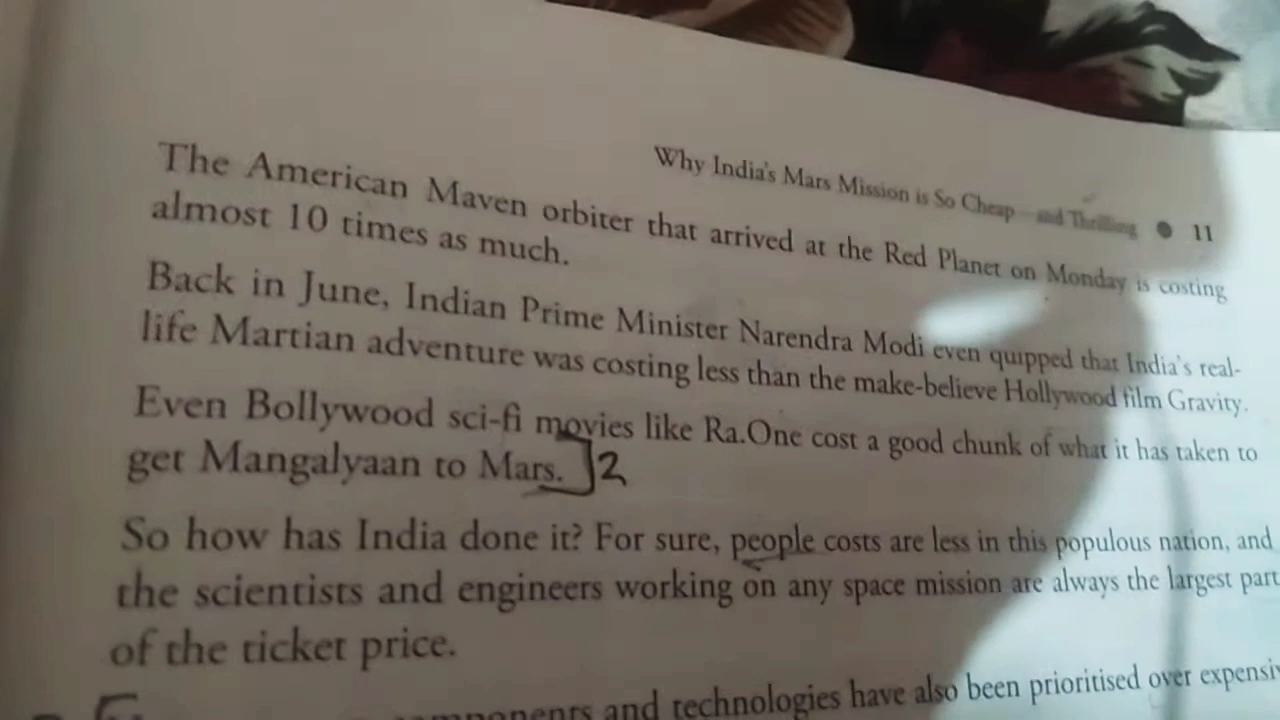 Why India's Mars Mission is So Cheap—and Thrilling ● 11
The American Maven orbiter that arrived at the Red Planet on Monday is costing
almost 10 times as much.
Back in June, Indian Prime Minister Narendra Modi even quipped that India's real-
life Martian adventure was costing less than the make-believe Hollywood film Gravity.
Even Bollywood sci-fi movies like Ra.One cost a good chunk of what it has taken to
get Mangalyaan to Mars. ]2
So how has India done it? For sure, people costs are less in this populous nation, and
the scientists and engineers working on any space mission are always the largest part
of the ticket price.
and technologies have also been prioritised over